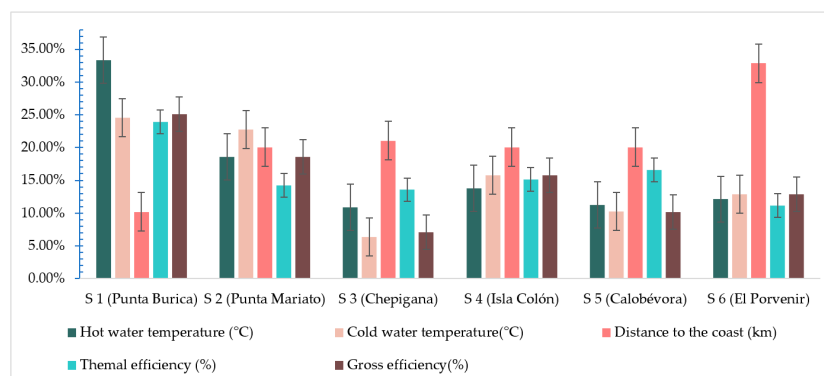 35.00%
30.00%
25.00%
20.00%
15.00%
10.00%
5.00%
0.00%
S 1 (Punta Burica) S 2 (Punta Mariato) S 3 (Chepigana) S 4 (Isla Colón) S 5 (Calobévora) S 6 (El Porvenir)
Hot water temperature (°C) Cold water temperature(°C) Distance to the coast (km)
Themal efficiency (%) Gross efficiency(%)